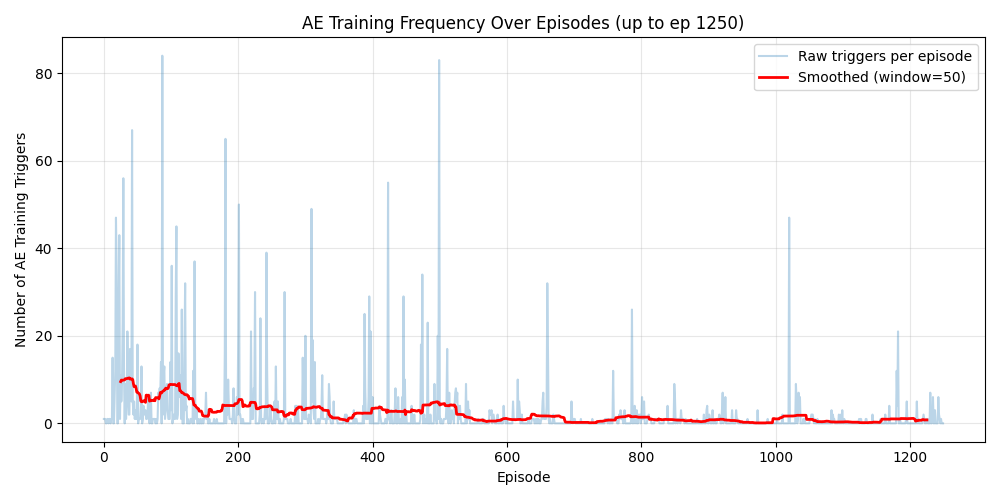 AE Training Frequency Over Episodes (up to ep 1250)
Raw triggers per episode
Smoothed (window=50)
Number of AE Training Triggers
80
60
40
20
0
0 200 400 600 800 1000 1200
Episode